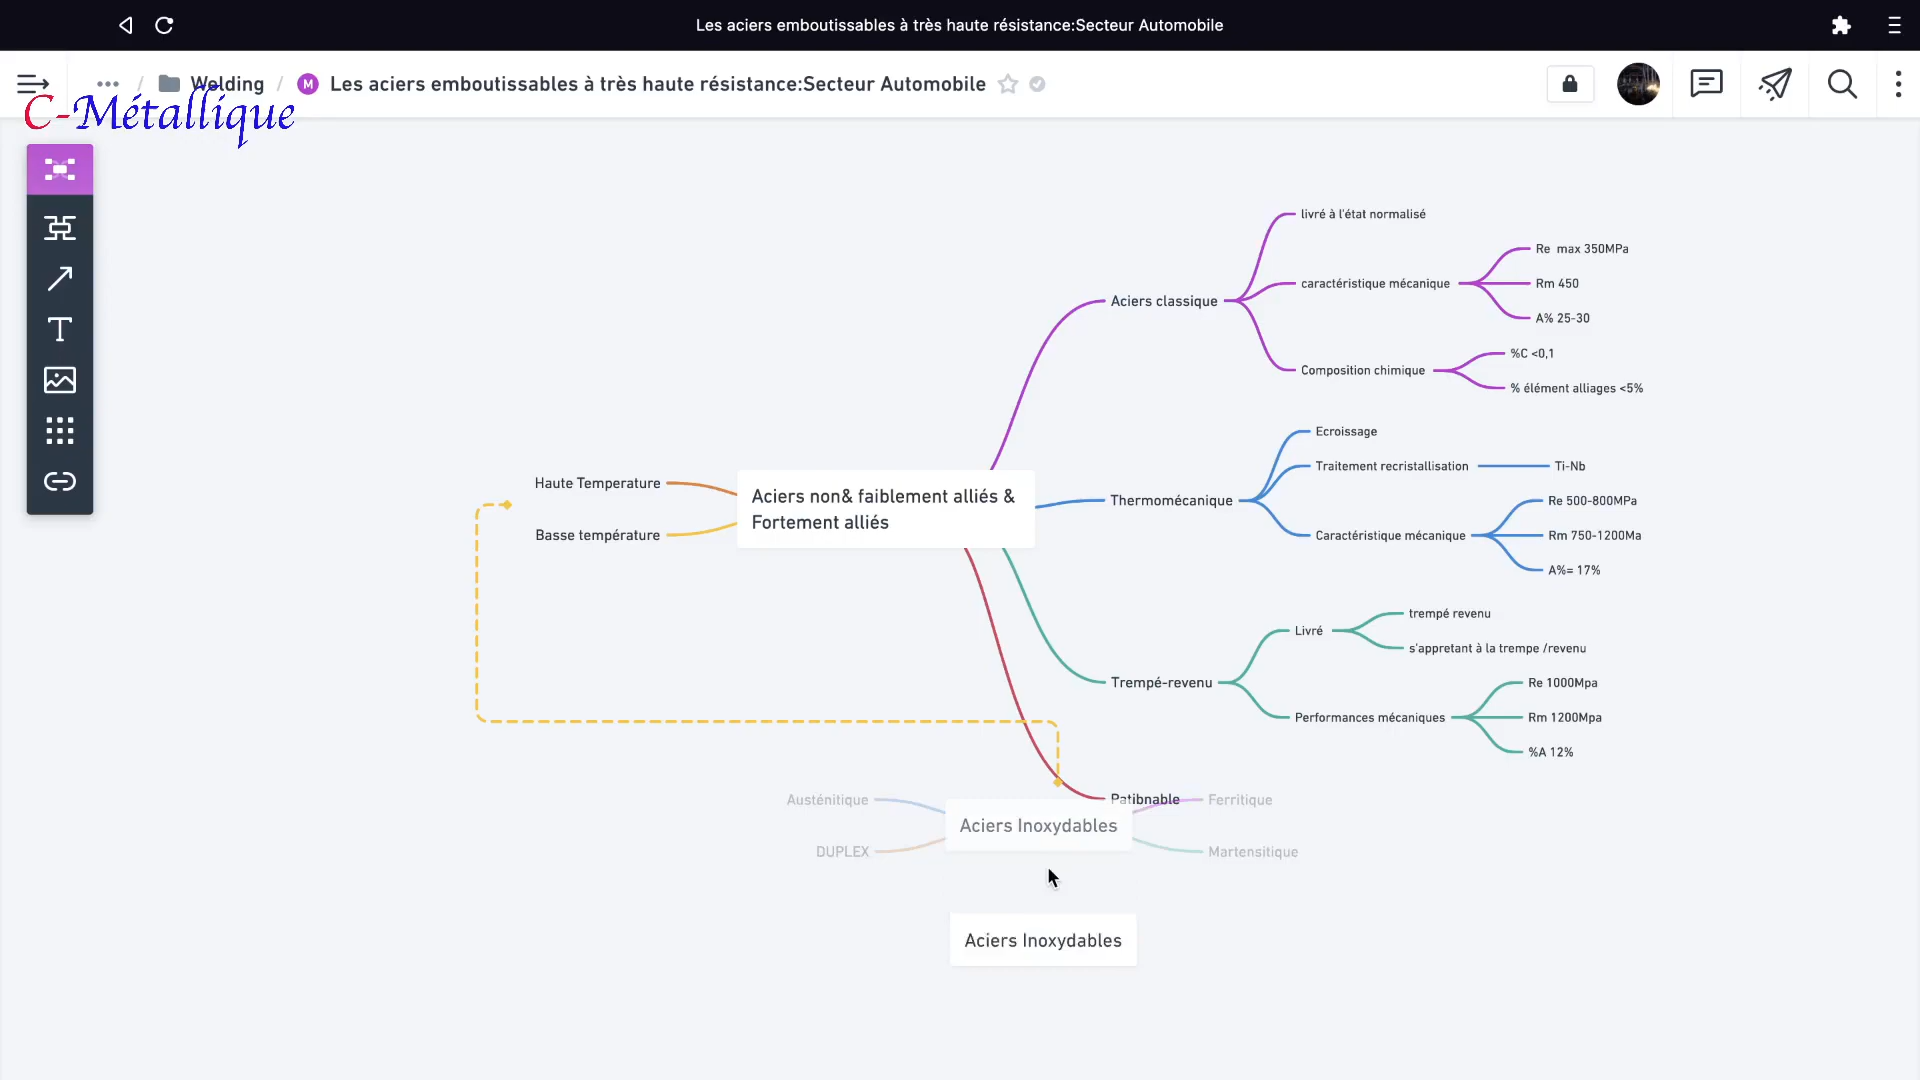 Les aciers emboutissables à très haute résistance:Secteur Automobile
Welding / M Les aciers emboutissables à très haute résistance:Secteur Automobile
C-Métallique
livré à l'état normalisé
Re max 350MPa
caractéristique mécanique
Rm 450
Aciers classique
A% 25-30
%C <0,1
Composition chimique
% élément alliages <5%
Ecroissage
Traitement recristallisation
Ti-Nb
Haute Temperature
Aciers non& faiblement alliés &
Fortement alliés
Thermomécanique
Re 500-800MPa
Basse température
Caractéristique mécanique
Rm 750-1200Ma
A%= 17%
trempé revenu
Livré
s'appretant à la trempe /revenu
Trempé-revenu
Re 1000Mpa
Performances mécaniques
Rm 1200Mpa
%A 12%
Austénitique
Patibnable
Ferritique
Aciers Inoxydables
DUPLEX
Martensitique
Aciers Inoxydables